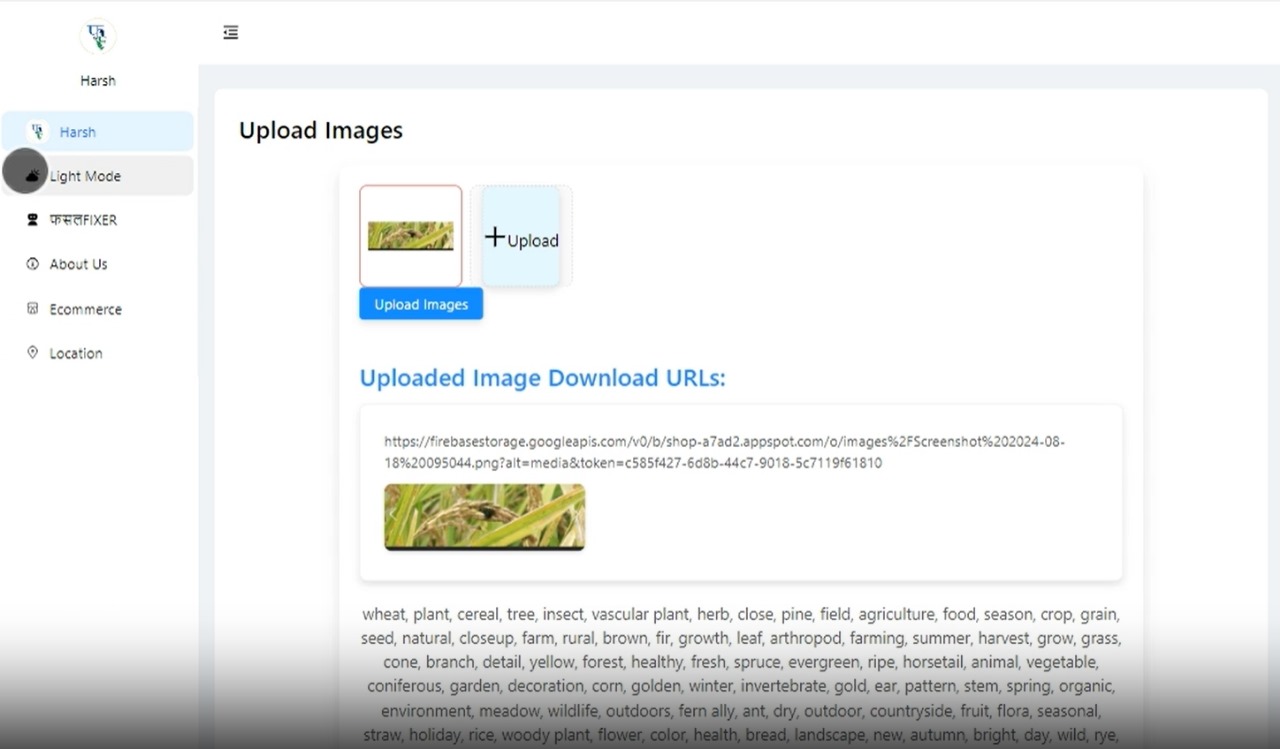 Harsh
Harsh
Light Mode
फसलFIXER
About Us
Ecommerce
Location
Upload Images
Upload
Upload Images
Uploaded Image Download URLs:
https://firebasestorage.googleapis.com/v0/b/shop-a7ad2.appspot.com/o/images%2FScreenshot%202024-08-
18%20095044.png?alt=media&token=c585f427-6d8b-44c7-9018-5c7119f61810
wheat, plant, cereal, tree, insect, vascular plant, herb, close, pine, field, agriculture, food, season, crop, grain,
seed, natural, closeup, farm, rural, brown, fir, growth, leaf, arthropod, farming, summer, harvest, grow, grass,
cone, branch, detail, yellow, forest, healthy, fresh, spruce, evergreen, ripe, horsetail, animal, vegetable,
coniferous, garden, decoration, corn, golden, winter, invertebrate, gold, ear, pattern, stem, spring, organic,
environment, meadow, wildlife, outdoors, fern ally, ant, dry, outdoor, countryside, fruit, flora, seasonal,
straw, holiday, rice, woody plant, flower, color, health, bread, landscape, new, autumn, bright, day, wild, rye,